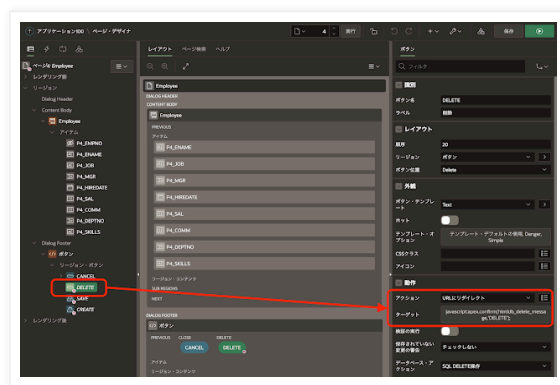 アプリケーション100 \ ページ・デザイナ
4
実行
保存
ページ4: Employee
レンダリング前
リージョン
Dialog Header
Content Body
Employee
アイテム
P4_EMPNO
P4_ENAME
P4_JOB
P4_MGR
P4_HIREDATE
P4_SAL
P4_COMM
P4_DEPTNO
P4_SKILLS
Dialog Footer
ボタン
リージョン・ボタン
CANCEL
DELETE
SAVE
CREATE
レンダリング後
レイアウト
ページ検索
ヘルプ
Employee
DIALOG HEADER
CONTENT BODY
Employee
PREVIOUS
アイテム
P4_ENAME
P4_JOB
P4_MGR
P4_HIREDATE
P4_SAL
P4_COMM
P4_DEPTNO
P4_SKILLS
リージョン・コンテンツ
SUB REGIONS
NEXT
DIALOG FOOTER
ボタン
PREVIOUS CLOSE DELETE
CANCEL DELETE
アイテム
リージョン・コンテンツ
ボタン
フィルタ
識別
ボタン名 DELETE
ラベル 削除
レイアウト
順序 20
リージョン ボタン
ボタン位置 Delete
外観
ボタン・テンプレート Text
ホット
テンプレート・オプション テンプレート・デフォルトの使用, Danger, Simple
CSSクラス
アイコン
動作
アクション URLにリダイレクト
ターゲット javascript:apex.confirm(htmldb_delete_message,'DELETE');
検証の実行
保存されていない変更の警告 チェックしない
データベース・アクション SQL DELETE操作